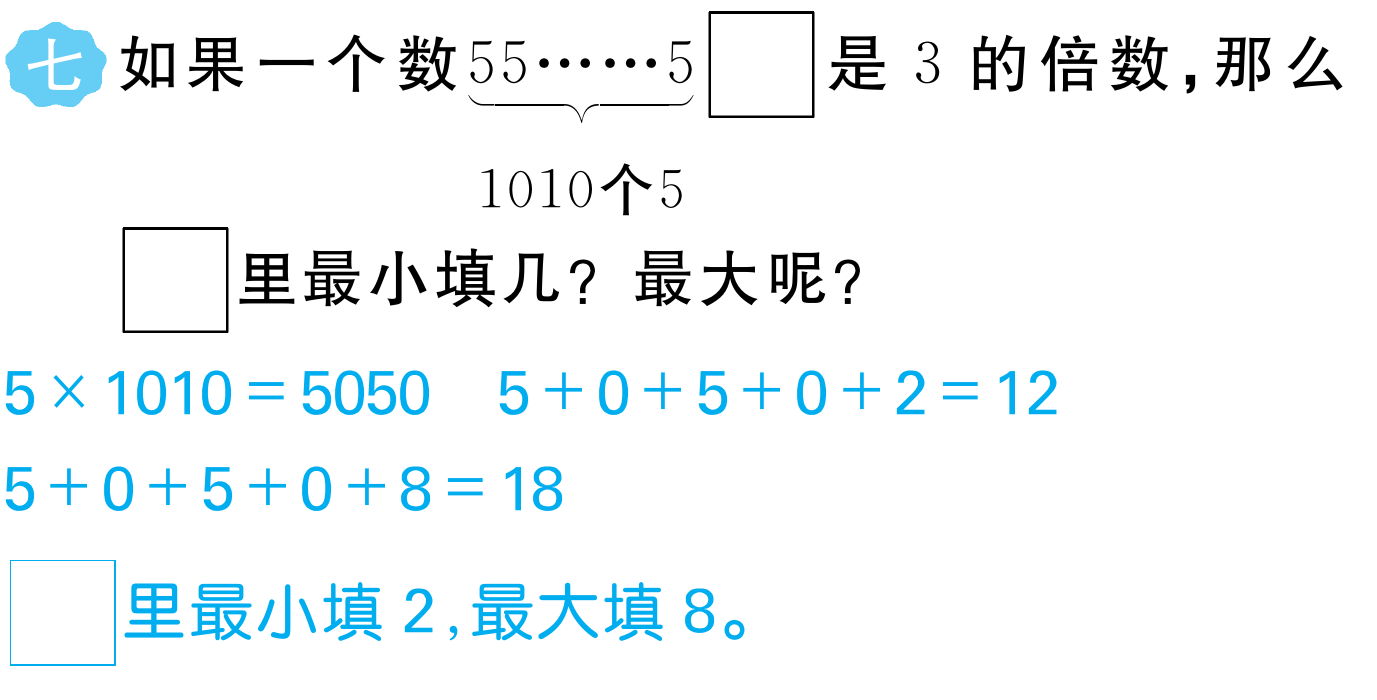 七 如果一个数55……5□是 3 的倍数,那么
1010个5
□里最小填几? 最大呢?
5×1010=5050 5+0+5+0+2=12
5+0+5+0+8=18
□里最小填 2,最大填 8。